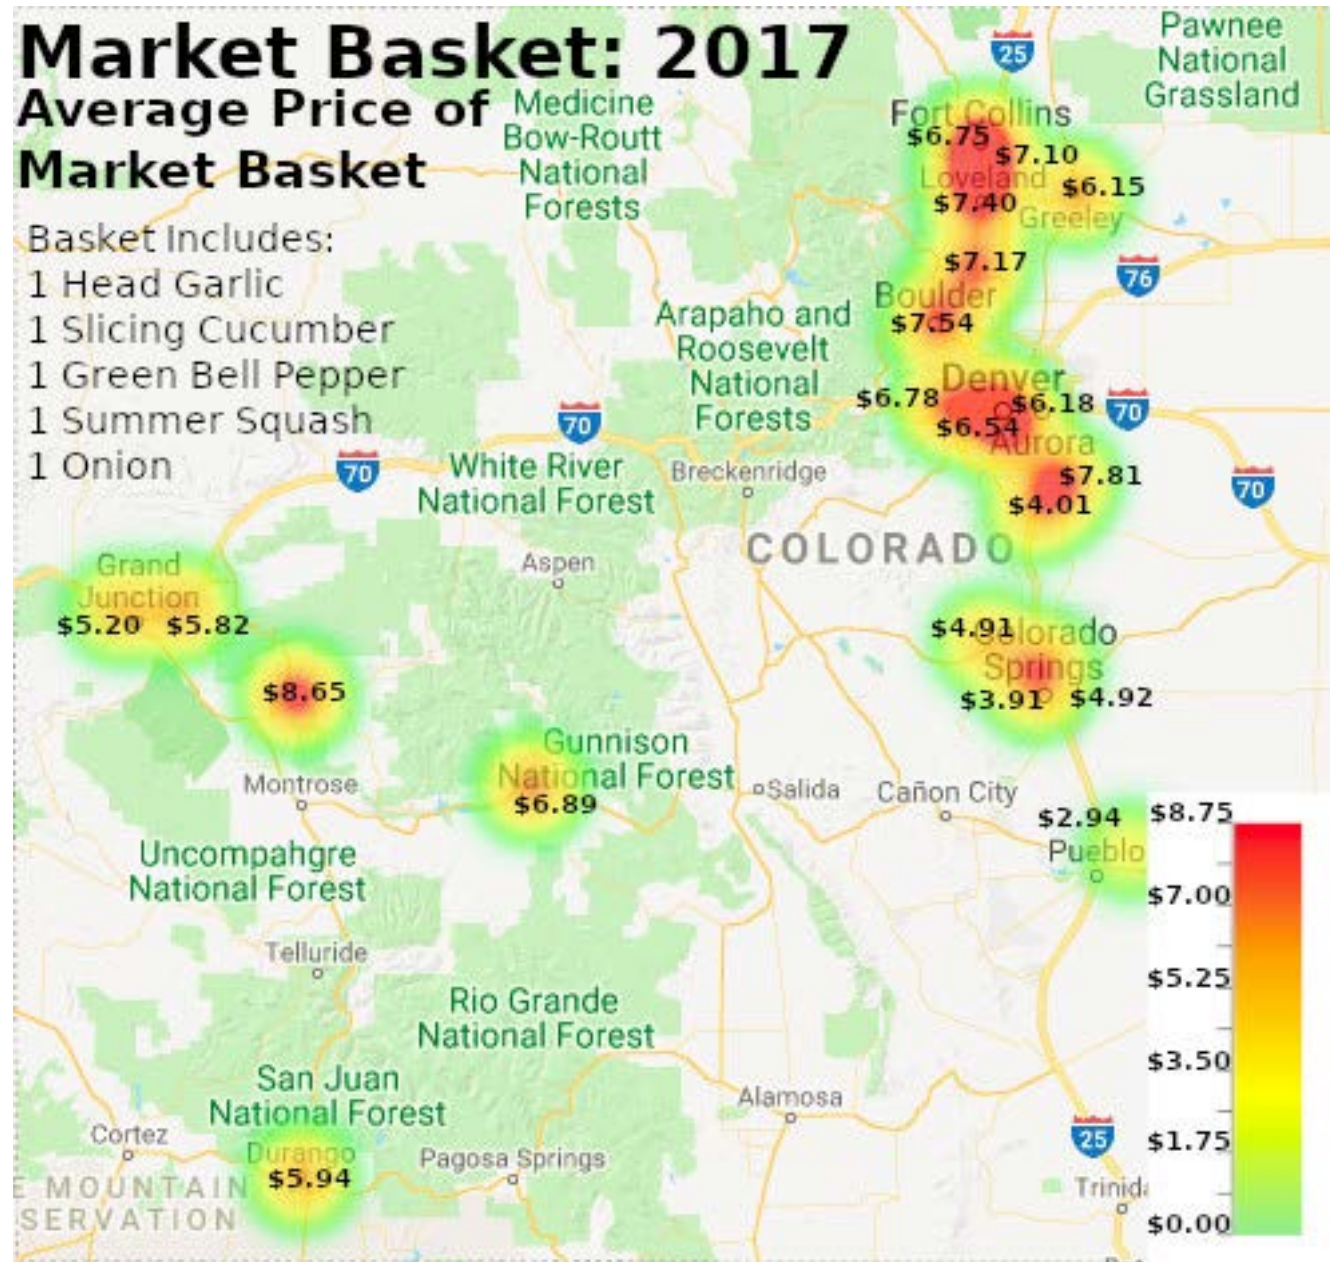 Market Basket: 2017
Average Price of
Market Basket
Basket Includes:
1 Head Garlic
1 Slicing Cucumber
1 Green Bell Pepper
1 Summer Squash
1 Onion
Medicine
Bow-Routt
National
Forests
25
Pawnee
National
Grassland
Fort Collins
$6.75
$7.10
Loveland
$6.15
$7.40
Greeley
$7.17
76
Boulder
$7.54
Arapaho and
Roosevelt
National
Forests
Denver
$6.78
$6.18
70
$6.54
Aurora
70
70
White River
National Forest
Breckenridge
$7.81
$4.01
70
COLORADO
Aspen
Grand
Junction
$5.20
$5.82
$4.91
Colorado
Springs
$3.91
$4.92
$8.65
Gunnison
National Forest
$6.89
Montrose
Salida
Cañon City
$2.94
Pueblo
$8.75
$7.00
$5.25
$3.50
$1.75
$0.00
Uncompahgre
National Forest
Telluride
Rio Grande
National Forest
San Juan
National Forest
Alamosa
25
Cortez
Durango
$5.94
Pagosa Springs
E MOUNTAIN
SERVATION
Trinid